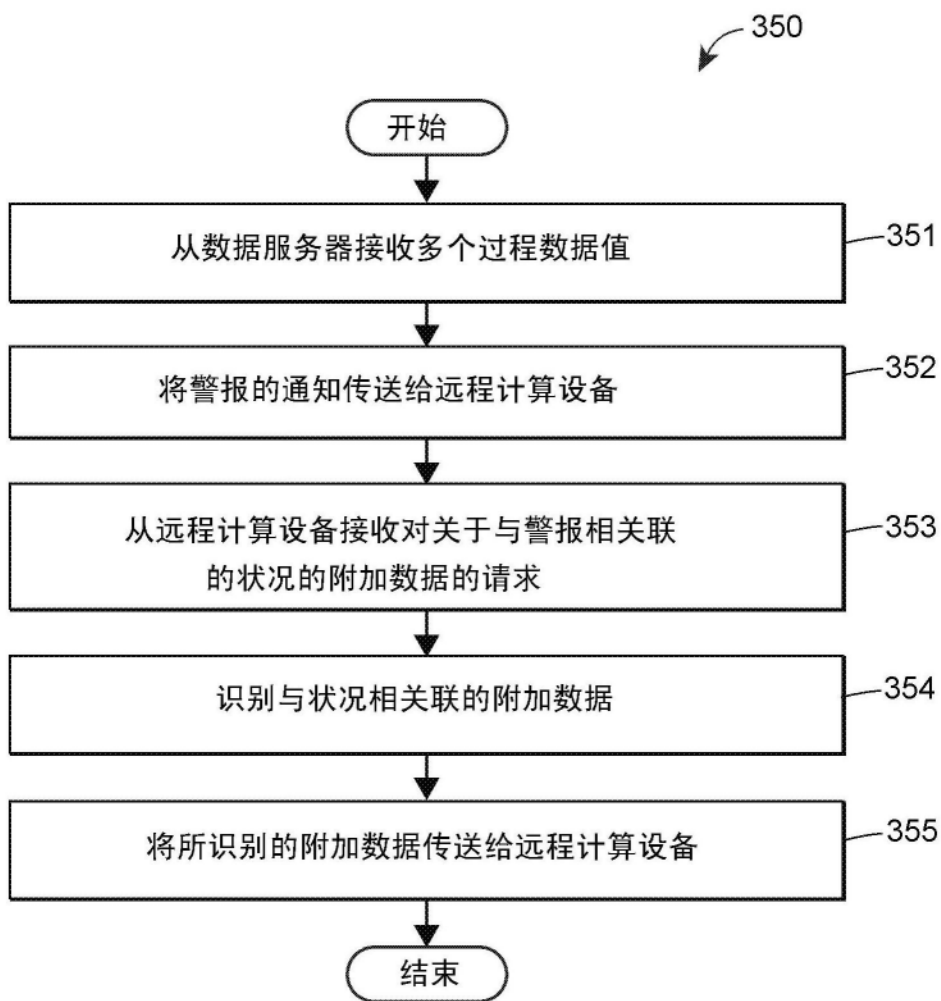 350
开始
从数据服务器接收多个过程数据值
351
将警报的通知传送给远程计算设备
352
从远程计算设备接收对关于与警报相关联
的状况的附加数据的请求
353
识别与状况相关联的附加数据
354
将所识别的附加数据传送给远程计算设备
355
结束